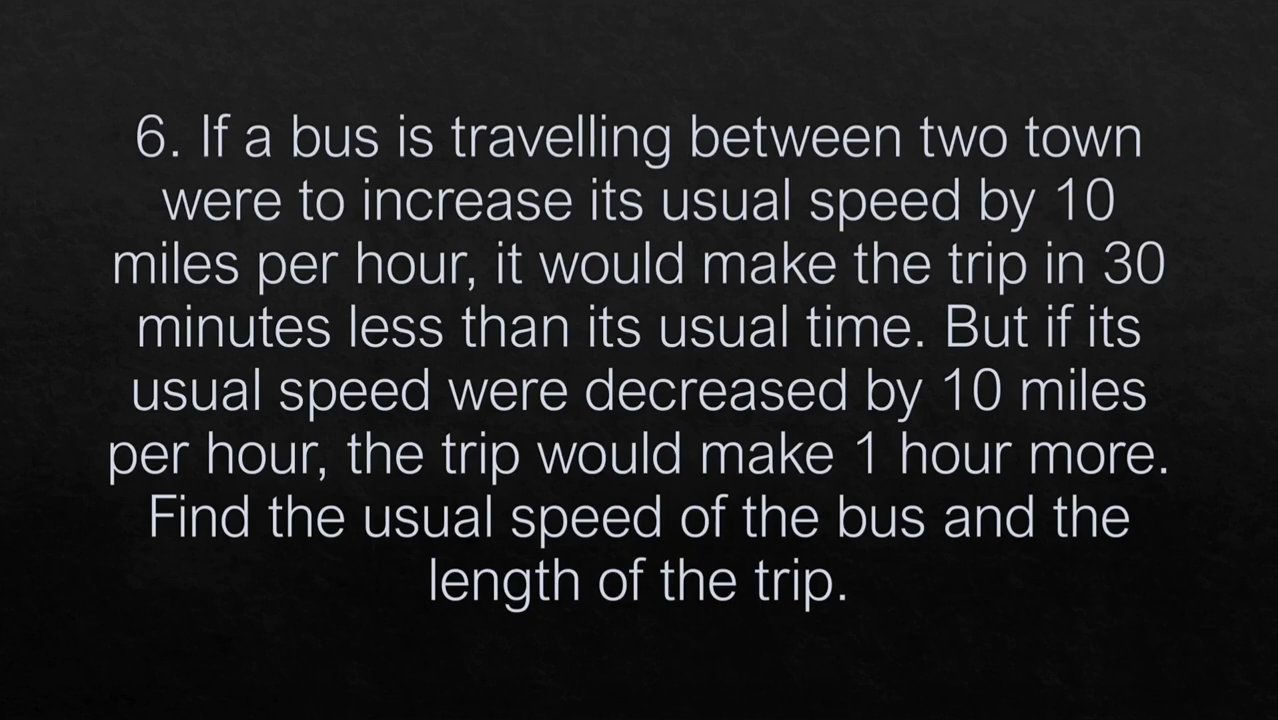 6. If a bus is travelling between two town
were to increase its usual speed by 10
miles per hour, it would make the trip in 30
minutes less than its usual time. But if its
usual speed were decreased by 10 miles
per hour, the trip would make 1 hour more.
Find the usual speed of the bus and the
length of the trip.